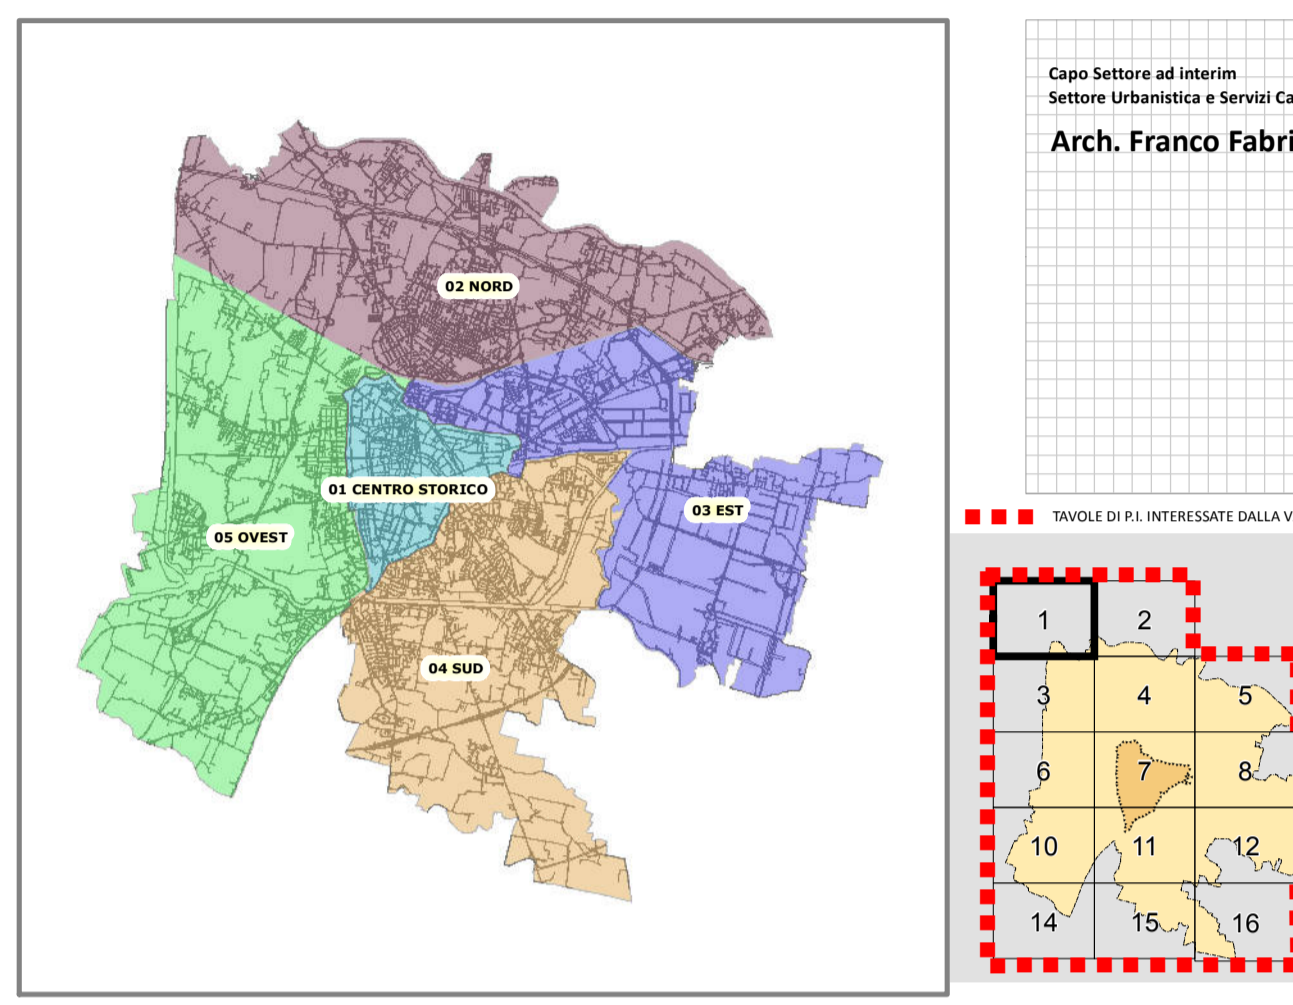 02 NORD
01 CENTRO STORICO
03 EST
05 OVEST
04 SUD
Capo Settore ad interim
Settore Urbanistica e Servizi Ca
Arch. Franco Fabri
TAVOLE DI P.I. INTERESSATE DALLA V
1 2
3 4 5
6 7 8
10 11 12
14 15 16